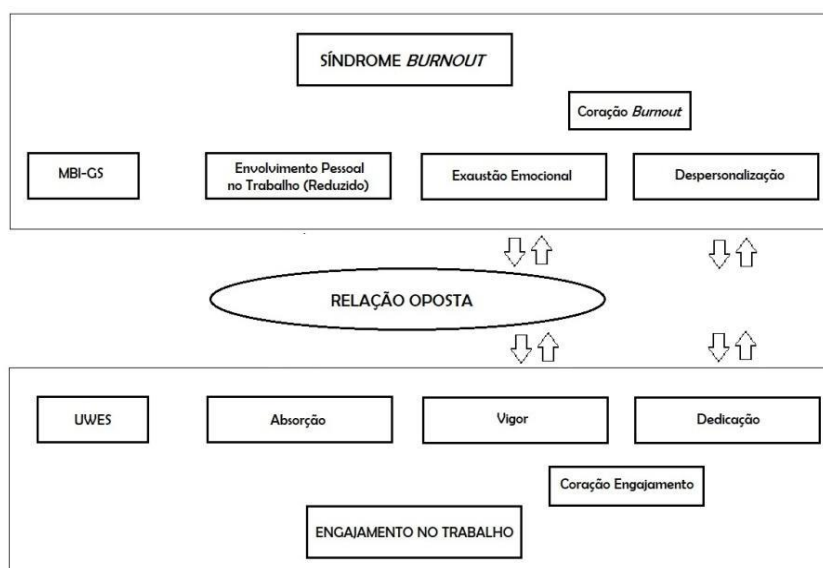 SÍNDROME BURNOUT
Coração Burnout
MBI-GS
Envolvimento Pessoal
no Trabalho (Reduzido)
Exaustão Emocional
Despersonalização
RELAÇÃO OPOSTA
UWES
Absorção
Vigor
Dedicação
Coração Engajamento
ENGAJAMENTO NO TRABALHO